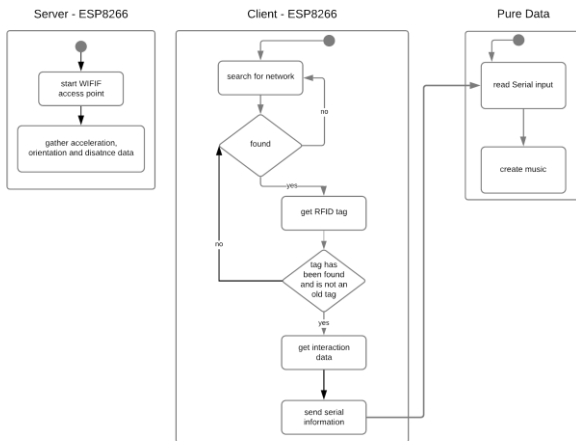 Server - ESP8266
start WIFIF
access point
gather acceleration,
orientation and disatnce data
Client - ESP8266
search for network
no
found
yes
get RFID tag
no
tag has
been found
and is not an
old tag
yes
get interaction
data
send serial
information
Pure Data
read Serial input
create music